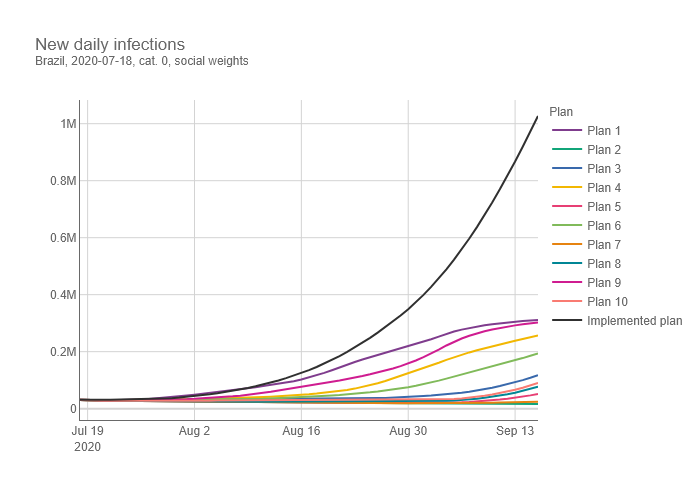 New daily infections
Brazil, 2020-07-18, cat. 0, social weights
Plan
1M
0.8M
0.6M
0.4M
0.2M
0
Jul 19
2020
Aug 2
Aug 16
Aug 30
Sep 13
Plan 1
Plan 2
Plan 3
Plan 4
Plan 5
Plan 6
Plan 7
Plan 8
Plan 9
Plan 10
Implemented plan